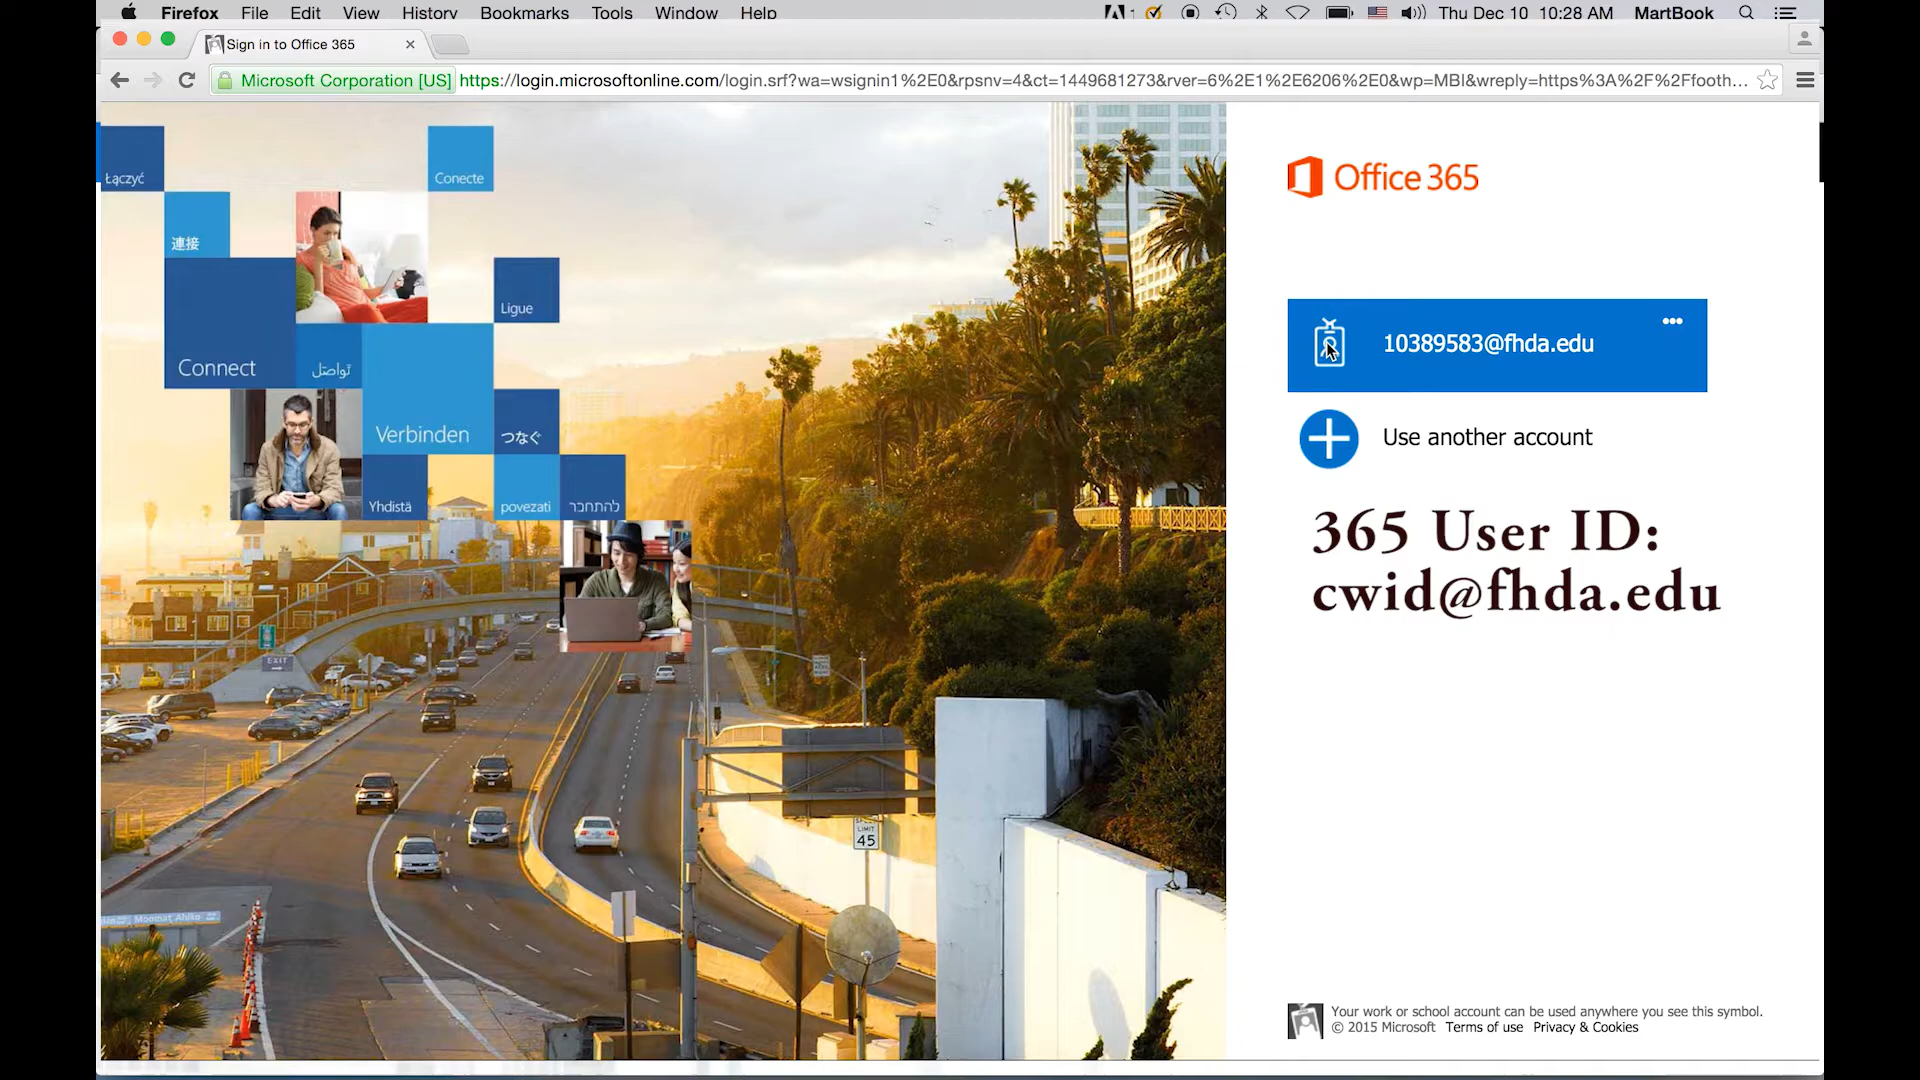 Firefox File Edit View History Bookmarks Tools Window Help
Thu Dec 10 10:28 AM MartBook
Sign in to Office 365
Microsoft Corporation [US] https://login.microsoftonline.com/login.srf?wa=wsignin1%2E0&rpsnv=4&ct=1449681273&rver=6%2E1%2E6206%2E0&wp=MBI&wreply=https%3A%2F%2Ffooth...
Łączyć
Conecte
連接
Ligue
Connect
تَواصَل
Verbinden
つなぐ
Yhdistä
povezati
להתחבר
EXIT
LIMIT
45
Office 365
10389583@fhda.edu
Use another account
365 User ID:
cwid@fhda.edu
Your work or school account can be used anywhere you see this symbol.
© 2015 Microsoft Terms of use Privacy & Cookies